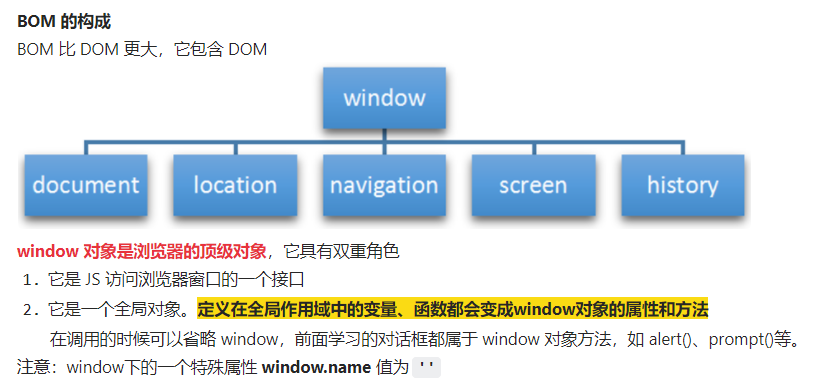 BOM 的构成
BOM 比 DOM 更大，它包含 DOM
window
document location navigation screen history
window 对象是浏览器的顶级对象，它具有双重角色
1．它是 JS 访问浏览器窗口的一个接口
2．它是一个全局对象。定义在全局作用域中的变量、函数都会变成window对象的属性和方法
在调用的时候可以省略 window，前面学习的对话框都属于 window 对象方法，如 alert()、prompt()等。
注意：window下的一个特殊属性 window.name 值为 ''